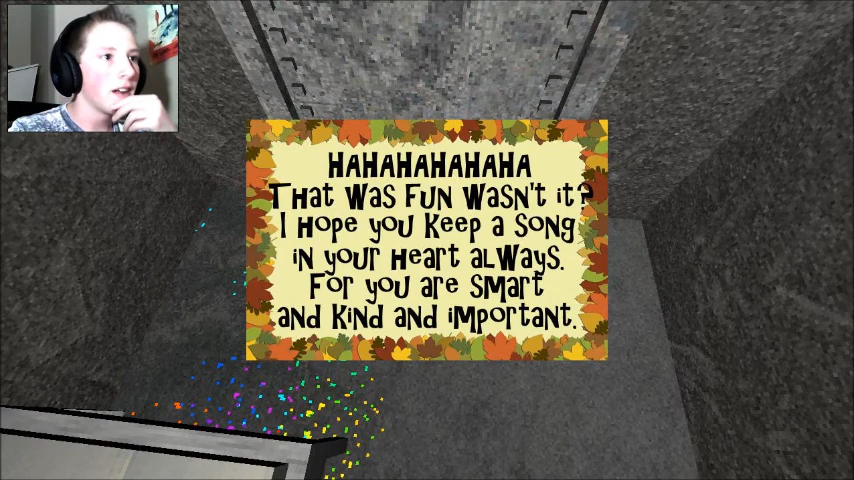 HAHAHAHAHAHA
That was fun wasn't it?
I hope you keep a song
in your heart always.
For you are smart
and kind and important.